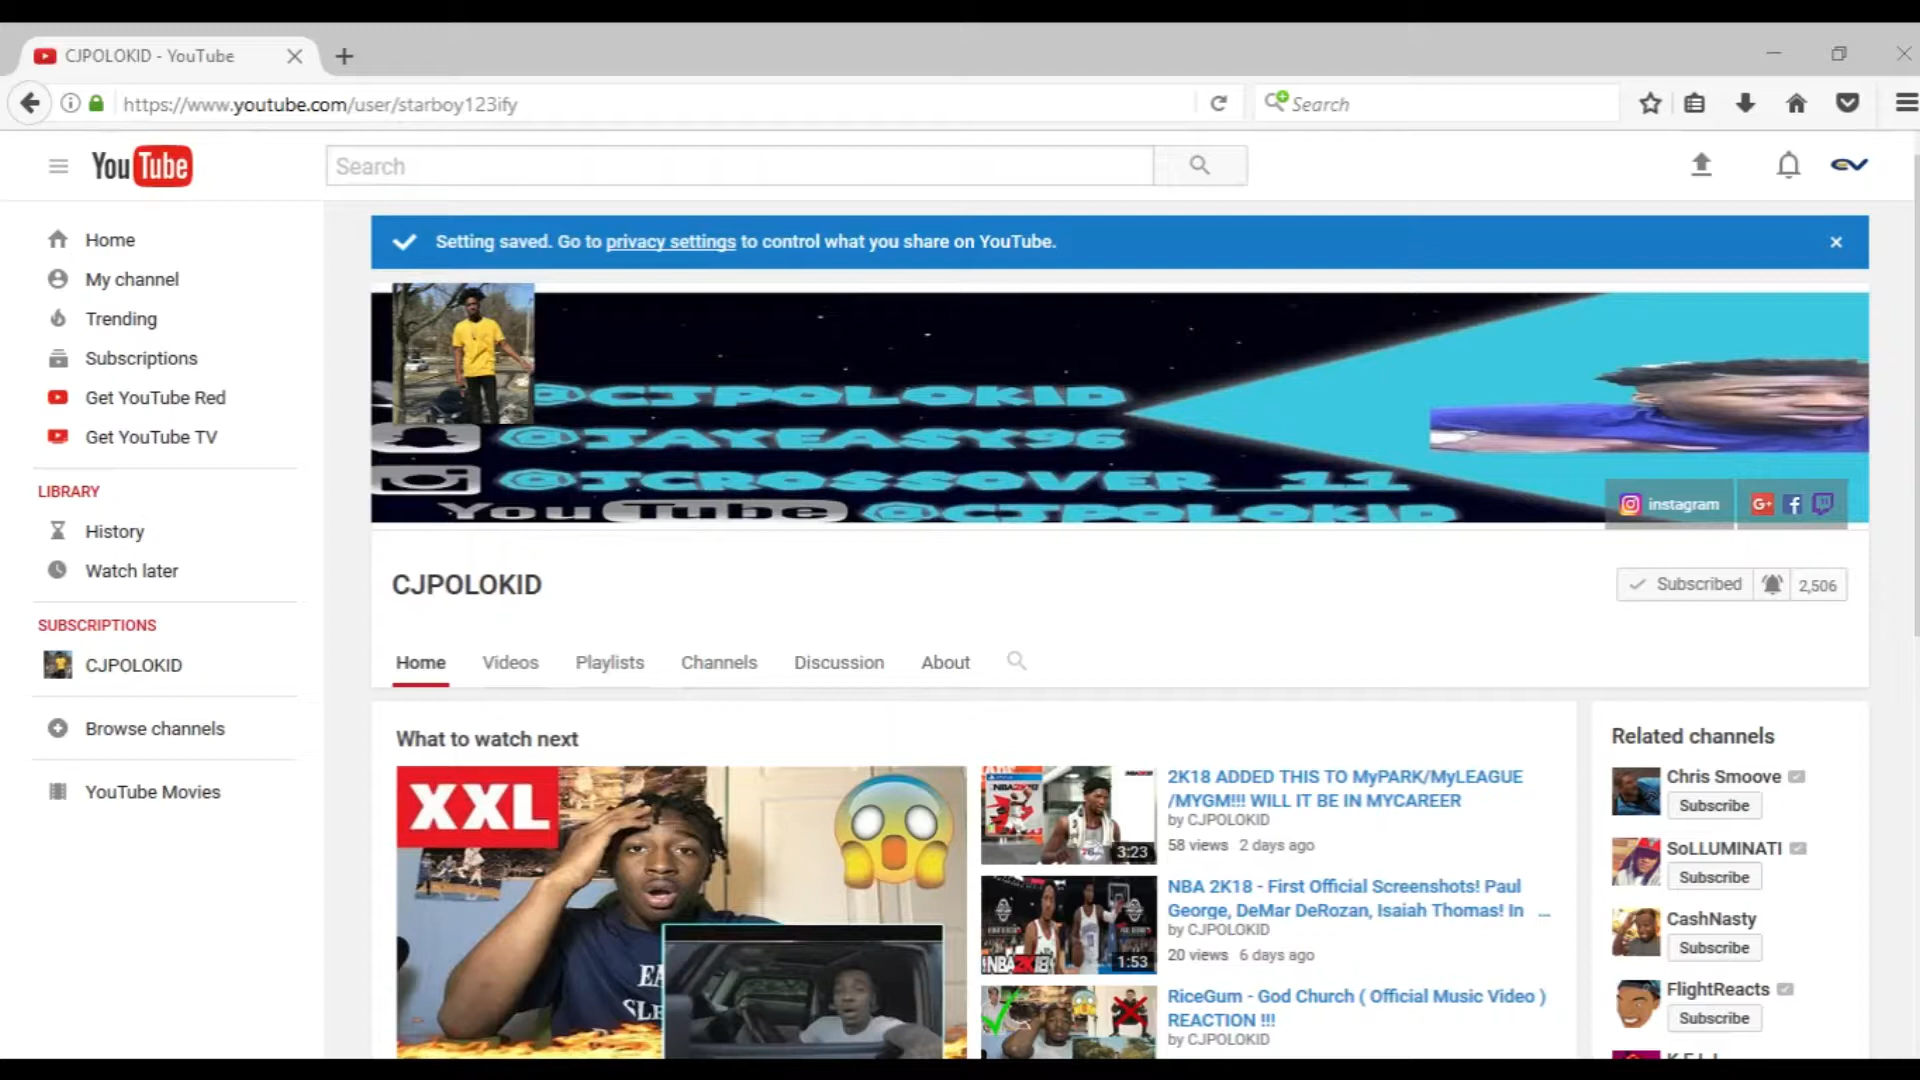 CJPOLOKID - YouTube
https://www.youtube.com/user/starboy123ify
Search
YouTube
Search
Home
My channel
Trending
Subscriptions
Get YouTube Red
Get YouTube TV
LIBRARY
History
Watch later
SUBSCRIPTIONS
CJPOLOKID
Browse channels
YouTube Movies
Setting saved. Go to privacy settings to control what you share on YouTube.
@CJPOLOKID
@JAYEASY96
@JCROSSOVER_11
YouTube @CJPOLOKID
instagram
G+
CJPOLOKID
Subscribed 2,506
Home Videos Playlists Channels Discussion About
What to watch next
XXL
2K18 ADDED THIS TO MyPARK/MyLEAGUE
/MYGM!!! WILL IT BE IN MYCAREER
by CJPOLOKID
58 views 2 days ago
3:23
NBA 2K18 - First Official Screenshots! Paul
George, DeMar DeRozan, Isaiah Thomas! In ...
by CJPOLOKID
20 views 6 days ago
NBA2K18
1:53
RiceGum - God Church ( Official Music Video )
REACTION !!!
by CJPOLOKID
Related channels
Chris Smoove
Subscribe
SoLLUMINATI
Subscribe
CashNasty
Subscribe
FlightReacts
Subscribe